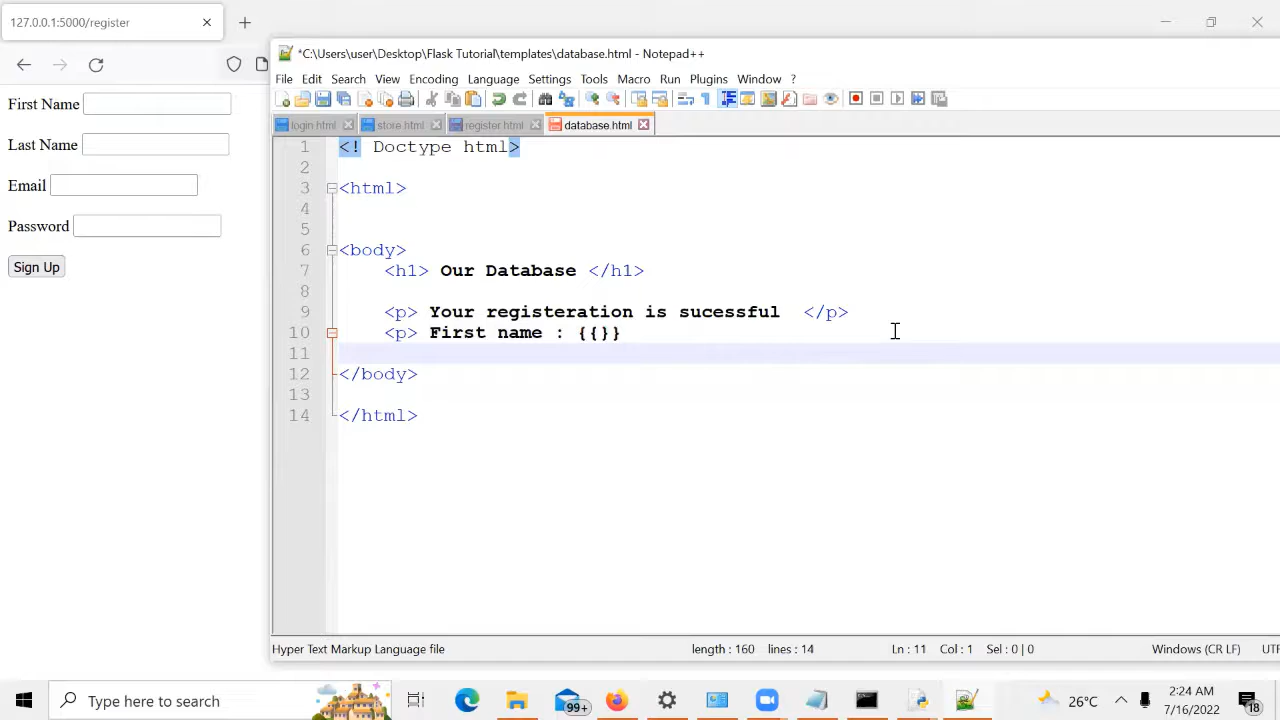 127.0.0.1:5000/register
First Name
Last Name
Email
Password
Sign Up
*C:\Users\user\Desktop\Flask Tutorial\templates\database.html - Notepad++
File Edit Search View Encoding Language Settings Tools Macro Run Plugins Window ?
login.html store.html register.html database.html
1 <! Doctype html>
2
3 <html>
4
5
6 <body>
7 <h1> Our Database </h1>
8
9 <p> Your registeration is sucessful </p>
10 <p> First name : {{}}
11
12 </body>
13
14 </html>
Hyper Text Markup Language file length : 160 lines : 14 Ln : 11 Col : 1 Sel : 0 | 0 Windows (CR LF) UTF
Type here to search
99+
26°C
2:24 AM
7/16/2022
18